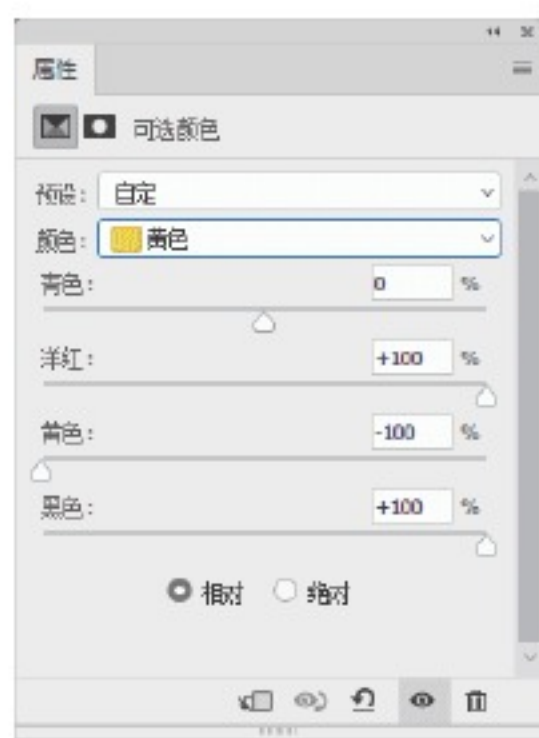 属性
可选颜色
预设： 自定
颜色： 黄色
青色： 0 %
洋红： +100 %
黄色： -100 %
黑色： +100 %
相对 绝对